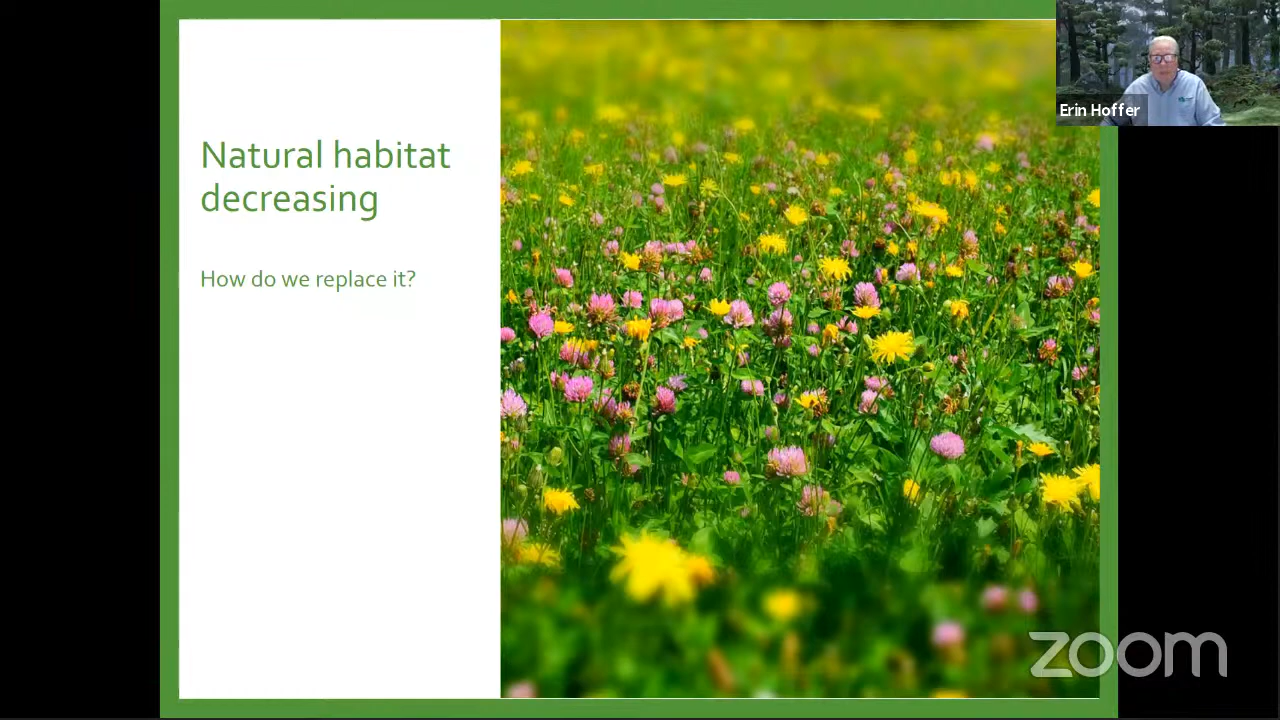 Natural habitat
decreasing
How do we replace it?
Erin Hoffer
zoom